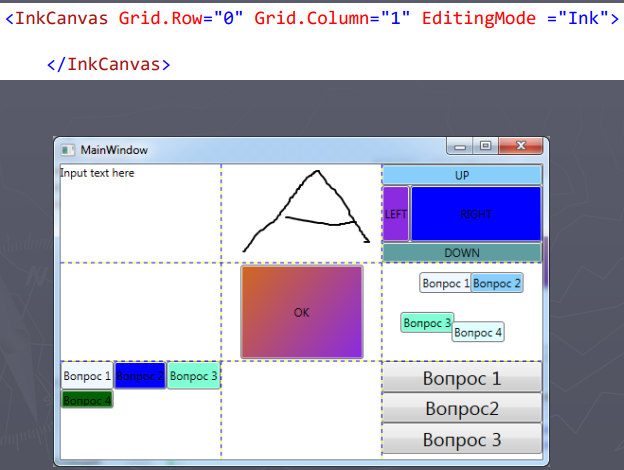 <InkCanvas Grid.Row="0" Grid.Column="1" EditingMode ="Ink">
</InkCanvas>
MainWindow
Input text here
UP
LEFT
RIGHT
DOWN
OK
Вопрос 1
Вопрос 2
Вопрос 3
Вопрос 4
Вопрос 1
Вопрос 2
Вопрос 3
Вопрос 4
Вопрос 1
Вопрос2
Вопрос 3